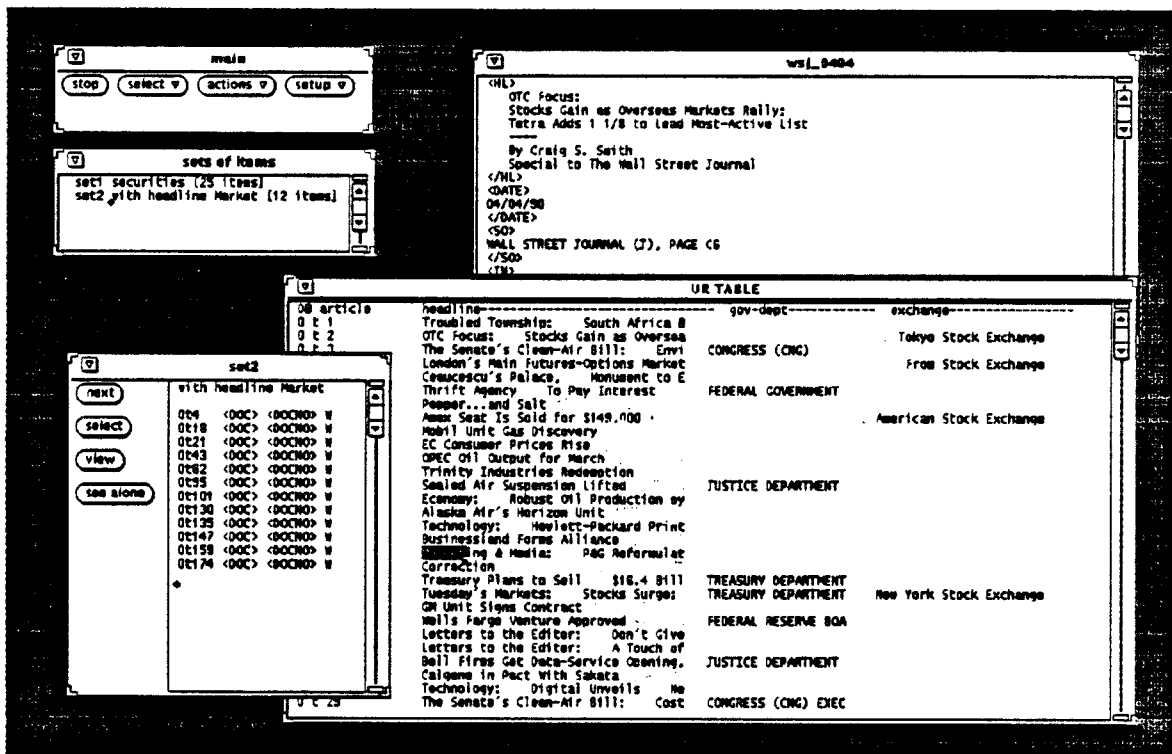 main
stop select actions setup
sets of items
set1 securities [25 items]
set2 with headline Market [12 items]
wsj_0404
<HL>
OTC Focus:
Stocks Gain as Overseas Markets Rally;
Tetra Adds 1 1/8 to Lead Most-Active List
----
By Craig S. Smith
Special to The Wall Street Journal
</HL>
<DATE>
04/04/90
</DATE>
<SO>
WALL STREET JOURNAL (J), PAGE C6
</SO>
<IN>
UR TABLE
article headline gov-dept exchange
0 t 1 Troubled Township: South Africa B
0 t 2 OTC Focus: Stocks Gain as Oversea Tokyo Stock Exchange
0 t 3 The Senate's Clean-Air Bill: Envi CONGRESS (CNG)
London's Main Futures-Options Market From Stock Exchange
Ceaucescu's Palace, Monument to E
Thrift Agency To Pay Interest FEDERAL GOVERNMENT
Pepper...and Salt
Amex Seat Is Sold for $149,000 American Stock Exchange
Mobil Unit Gas Discovery
EC Consumer Prices Rise
OPEC Oil Output for March
Trinity Industries Redemption
Sealed Air Suspension Lifted JUSTICE DEPARTMENT
Economy: Robust Oil Production by
Alaska Air's Horizon Unit
Technology: Hewlett-Packard Print
Businessland Forms Alliance
ng & Media: P&G Reformulat
Correction
Treasury Plans to Sell $16.4 Bill TREASURY DEPARTMENT
Tuesday's Markets: Stocks Surge; TREASURY DEPARTMENT New York Stock Exchange
GM Unit Signs Contract
Wells Fargo Venture Approved FEDERAL RESERVE BOA
Letters to the Editor: Don't Give
Letters to the Editor: A Touch of
Bell Firms Get Data-Service Opening, JUSTICE DEPARTMENT
Calgene in Pact With Sakata
Technology: Digital Unveils Ne
0 t 29 The Senate's Clean-Air Bill: Cost CONGRESS (CNG) EXEC
set2
next
select
view
see alone
with headline Market
0t4 <DOC> <DOCNO> W
0t18 <DOC> <DOCNO> W
0t21 <DOC> <DOCNO> W
0t43 <DOC> <DOCNO> W
0t62 <DOC> <DOCNO> W
0t95 <DOC> <DOCNO> W
0t101 <DOC> <DOCNO> W
0t130 <DOC> <DOCNO> W
0t135 <DOC> <DOCNO> W
0t147 <DOC> <DOCNO> W
0t159 <DOC> <DOCNO> W
0t174 <DOC> <DOCNO> W